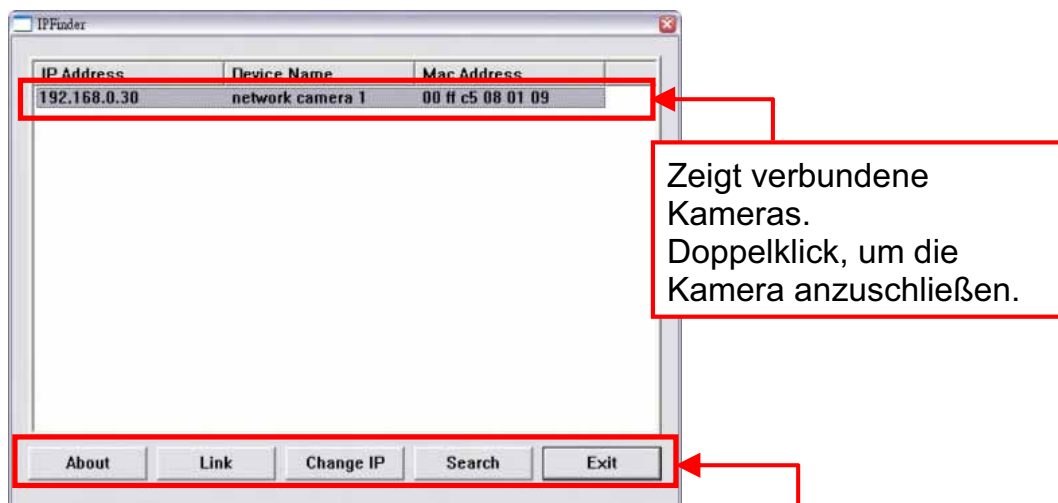 IPFinder
IP Address Device Name Mac Address
192.168.0.30 network camera 1 00 ff c5 08 01 09
Zeigt verbundene
Kameras.
Doppelklick, um die
Kamera anzuschließen.
About Link Change IP Search Exit